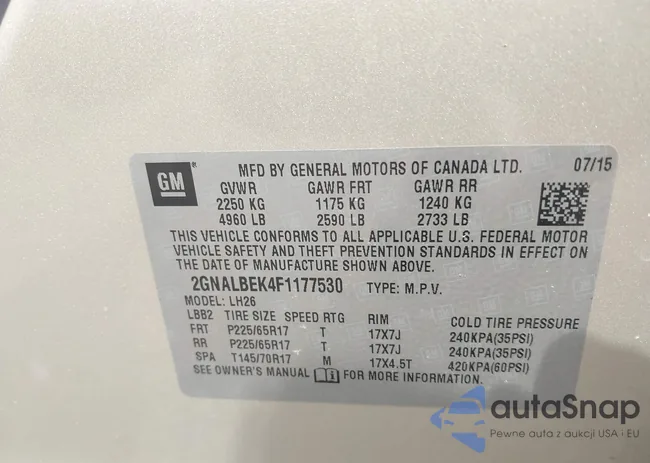 GM ® MFD BY GENERAL MOTORS OF CANADA LTD. 07/15
GVWR GAWR FRT GAWR RR
2250 KG 1175 KG 1240 KG
4960 LB 2590 LB 2733 LB
THIS VEHICLE CONFORMS TO ALL APPLICABLE U.S. FEDERAL MOTOR
VEHICLE SAFETY AND THEFT PREVENTION STANDARDS IN EFFECT ON
THE DATE OF MANUFACTURE SHOWN ABOVE.
2GNALBEK4F1177530 TYPE: M.P.V.
MODEL: LH26
LBB2 TIRE SIZE SPEED RTG RIM COLD TIRE PRESSURE
FRT P225/65R17 T 17X7J 240KPA(35PSI)
RR P225/65R17 T 17X7J 240KPA(35PSI)
SPA T145/70R17 M 17X4.5T 420KPA(60PSI)
SEE OWNER'S MANUAL FOR MORE INFORMATION.
autaSnap
Pewne auta z aukcji USA i EU